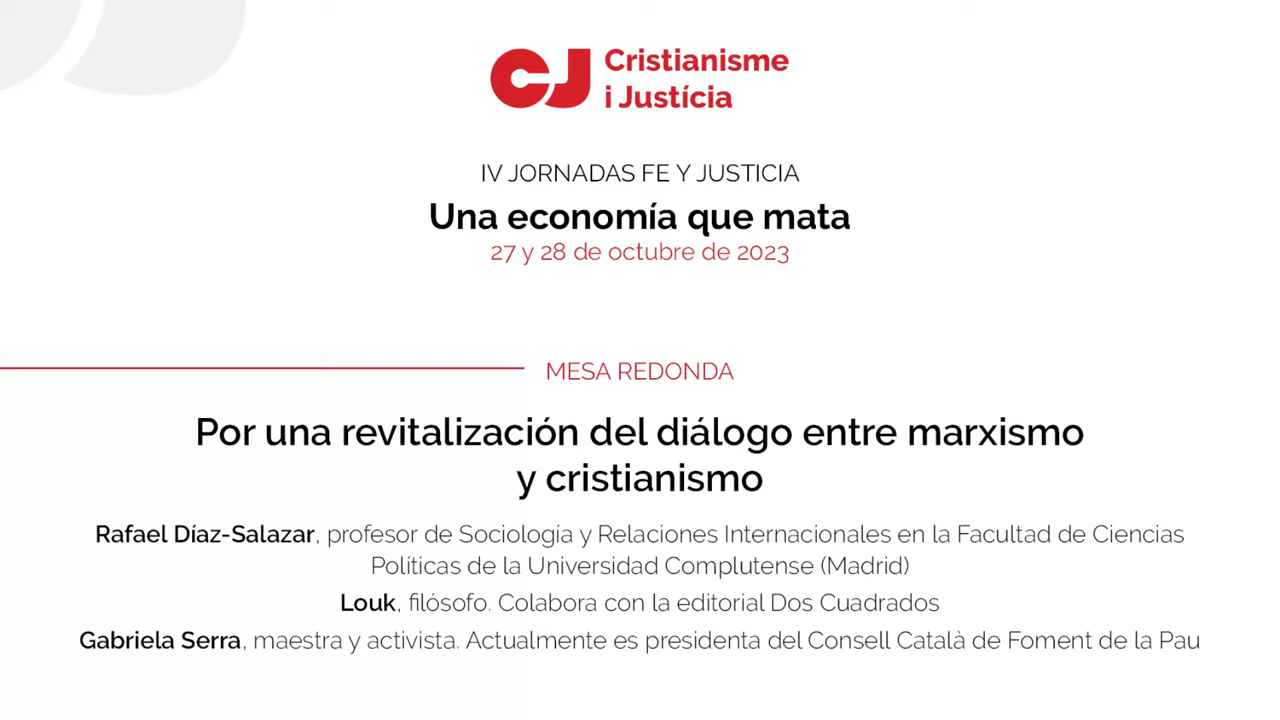 CJ Cristianisme
i Justícia
IV JORNADAS FE Y JUSTICIA
Una economía que mata
27 y 28 de octubre de 2023
MESA REDONDA
Por una revitalización del diálogo entre marxismo
y cristianismo
Rafael Díaz-Salazar, profesor de Sociología y Relaciones Internacionales en la Facultad de Ciencias
Políticas de la Universidad Complutense (Madrid)
Louk, filósofo. Colabora con la editorial Dos Cuadrados
Gabriela Serra, maestra y activista. Actualmente es presidenta del Consell Català de Foment de la Pau